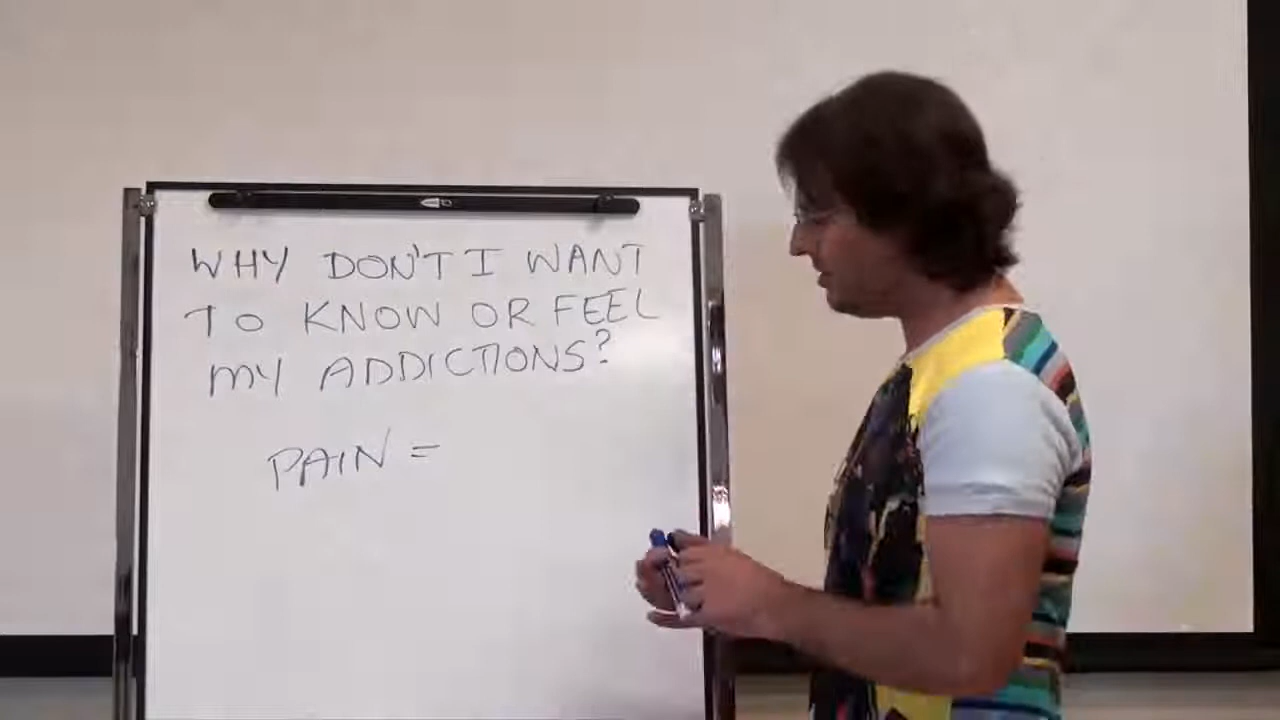 WHY DON'T I WANT
TO KNOW OR FEEL
MY ADDICTIONS?
PAIN =